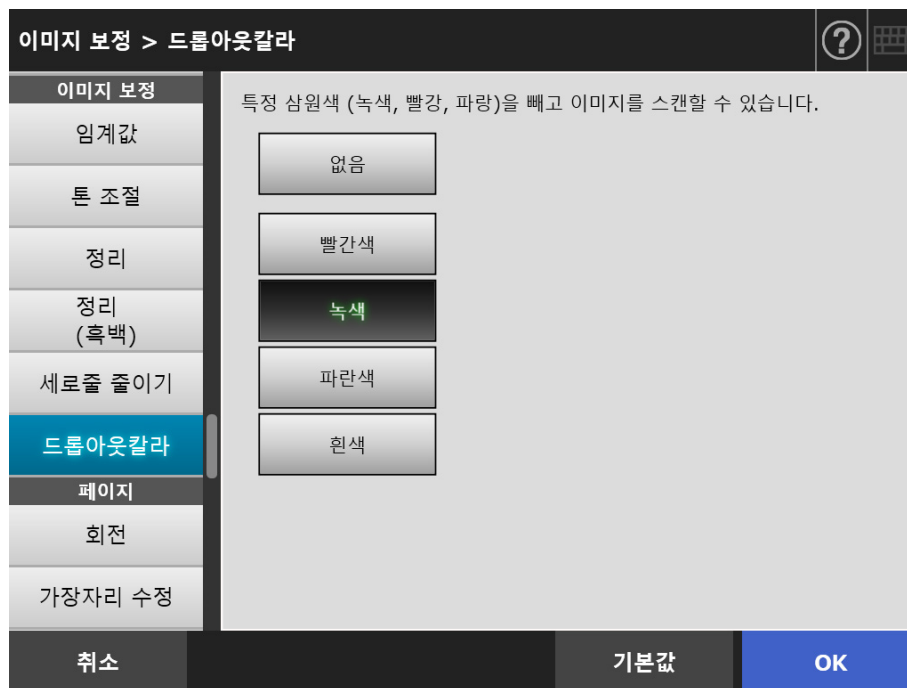 이미지 보정 > 드롭아웃칼라
?
이미지 보정
임계값
톤 조절
정리
정리
(흑백)
세로줄 줄이기
드롭아웃칼라
페이지
회전
가장자리 수정
특정 삼원색 (녹색, 빨강, 파랑)을 빼고 이미지를 스캔할 수 있습니다.
없음
빨간색
녹색
파란색
흰색
취소
기본값
OK